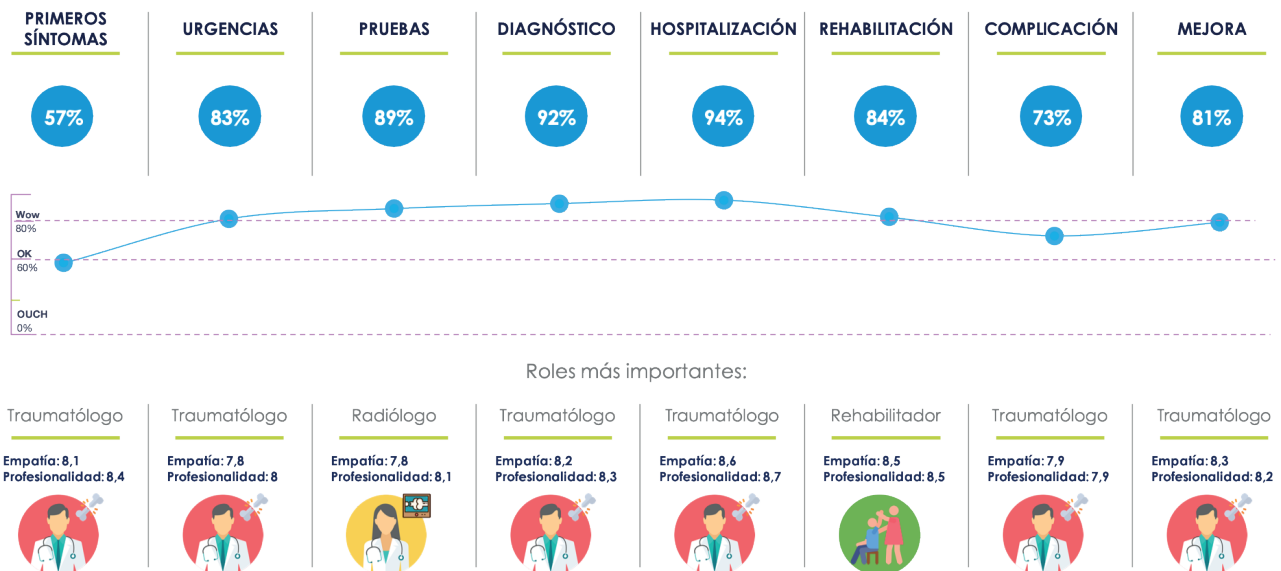 PRIMEROS
SÍNTOMAS
URGENCIAS
PRUEBAS
DIAGNÓSTICO
HOSPITALIZACIÓN
REHABILITACIÓN
COMPLICACIÓN
MEJORA
57%
83%
89%
92%
94%
84%
73%
81%
Wow
80%
OK
60%
OUCH
0%
Roles más importantes:
Traumatólogo
Traumatólogo
Radiólogo
Traumatólogo
Traumatólogo
Rehabilitador
Traumatólogo
Traumatólogo
Empatía: 8,1
Profesionalidad: 8,4
Empatía: 7,8
Profesionalidad: 8
Empatía: 7,8
Profesionalidad: 8,1
Empatía: 8,2
Profesionalidad: 8,3
Empatía: 8,6
Profesionalidad: 8,7
Empatía: 8,5
Profesionalidad: 8,5
Empatía: 7,9
Profesionalidad: 7,9
Empatía: 8,3
Profesionalidad: 8,2